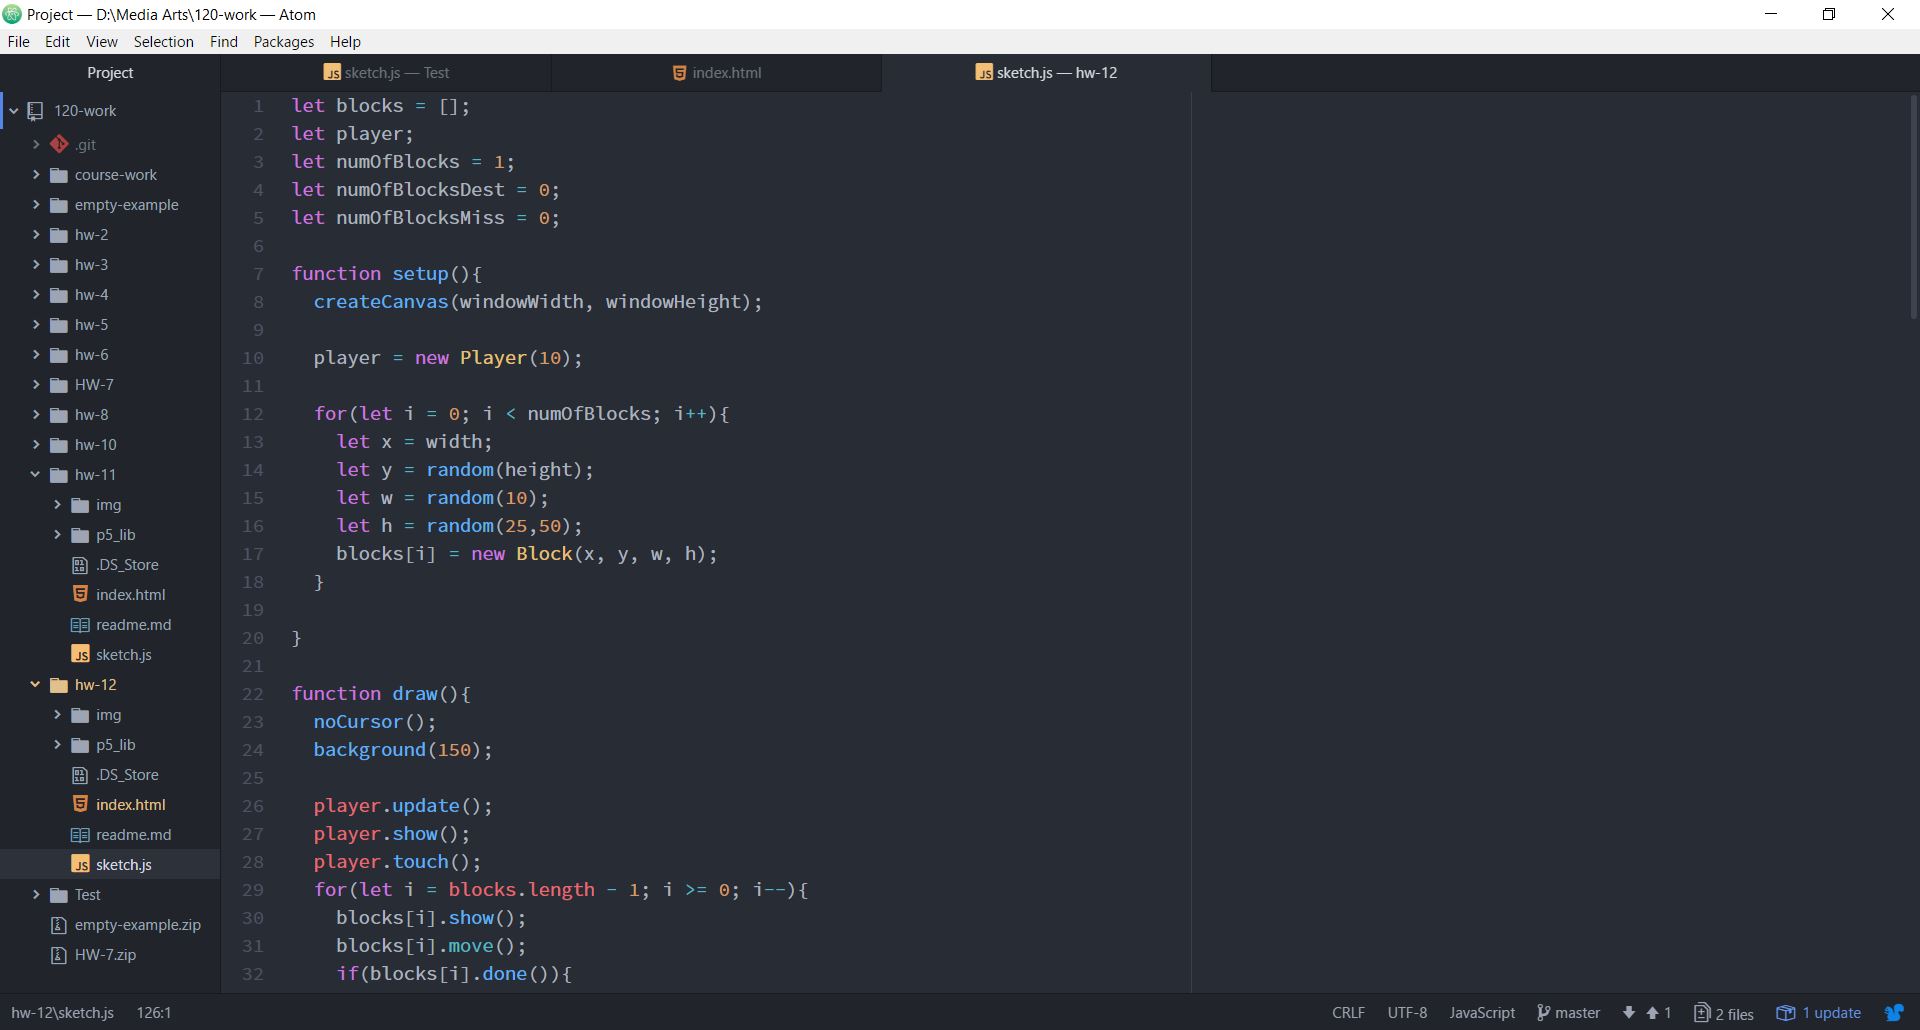 Project — D:\Media Arts\120-work — Atom
File Edit View Selection Find Packages Help
Project
sketch.js — Test
index.html
sketch.js — hw-12
120-work
.git
course-work
empty-example
hw-2
hw-3
hw-4
hw-5
hw-6
HW-7
hw-8
hw-10
hw-11
img
p5_lib
.DS_Store
index.html
readme.md
sketch.js
hw-12
img
p5_lib
.DS_Store
index.html
readme.md
sketch.js
Test
empty-example.zip
HW-7.zip
1 let blocks = [];
2 let player;
3 let numOfBlocks = 1;
4 let numOfBlocksDest = 0;
5 let numOfBlocksMiss = 0;
6
7 function setup(){
8 createCanvas(windowWidth, windowHeight);
9
10 player = new Player(10);
11
12 for(let i = 0; i < numOfBlocks; i++){
13 let x = width;
14 let y = random(height);
15 let w = random(10);
16 let h = random(25,50);
17 blocks[i] = new Block(x, y, w, h);
18 }
19
20 }
21
22 function draw(){
23 noCursor();
24 background(150);
25
26 player.update();
27 player.show();
28 player.touch();
29 for(let i = blocks.length - 1; i >= 0; i--){
30 blocks[i].show();
31 blocks[i].move();
32 if(blocks[i].done()){
hw-12\sketch.js 126:1
CRLF UTF-8 JavaScript master 1 2 files 1 update